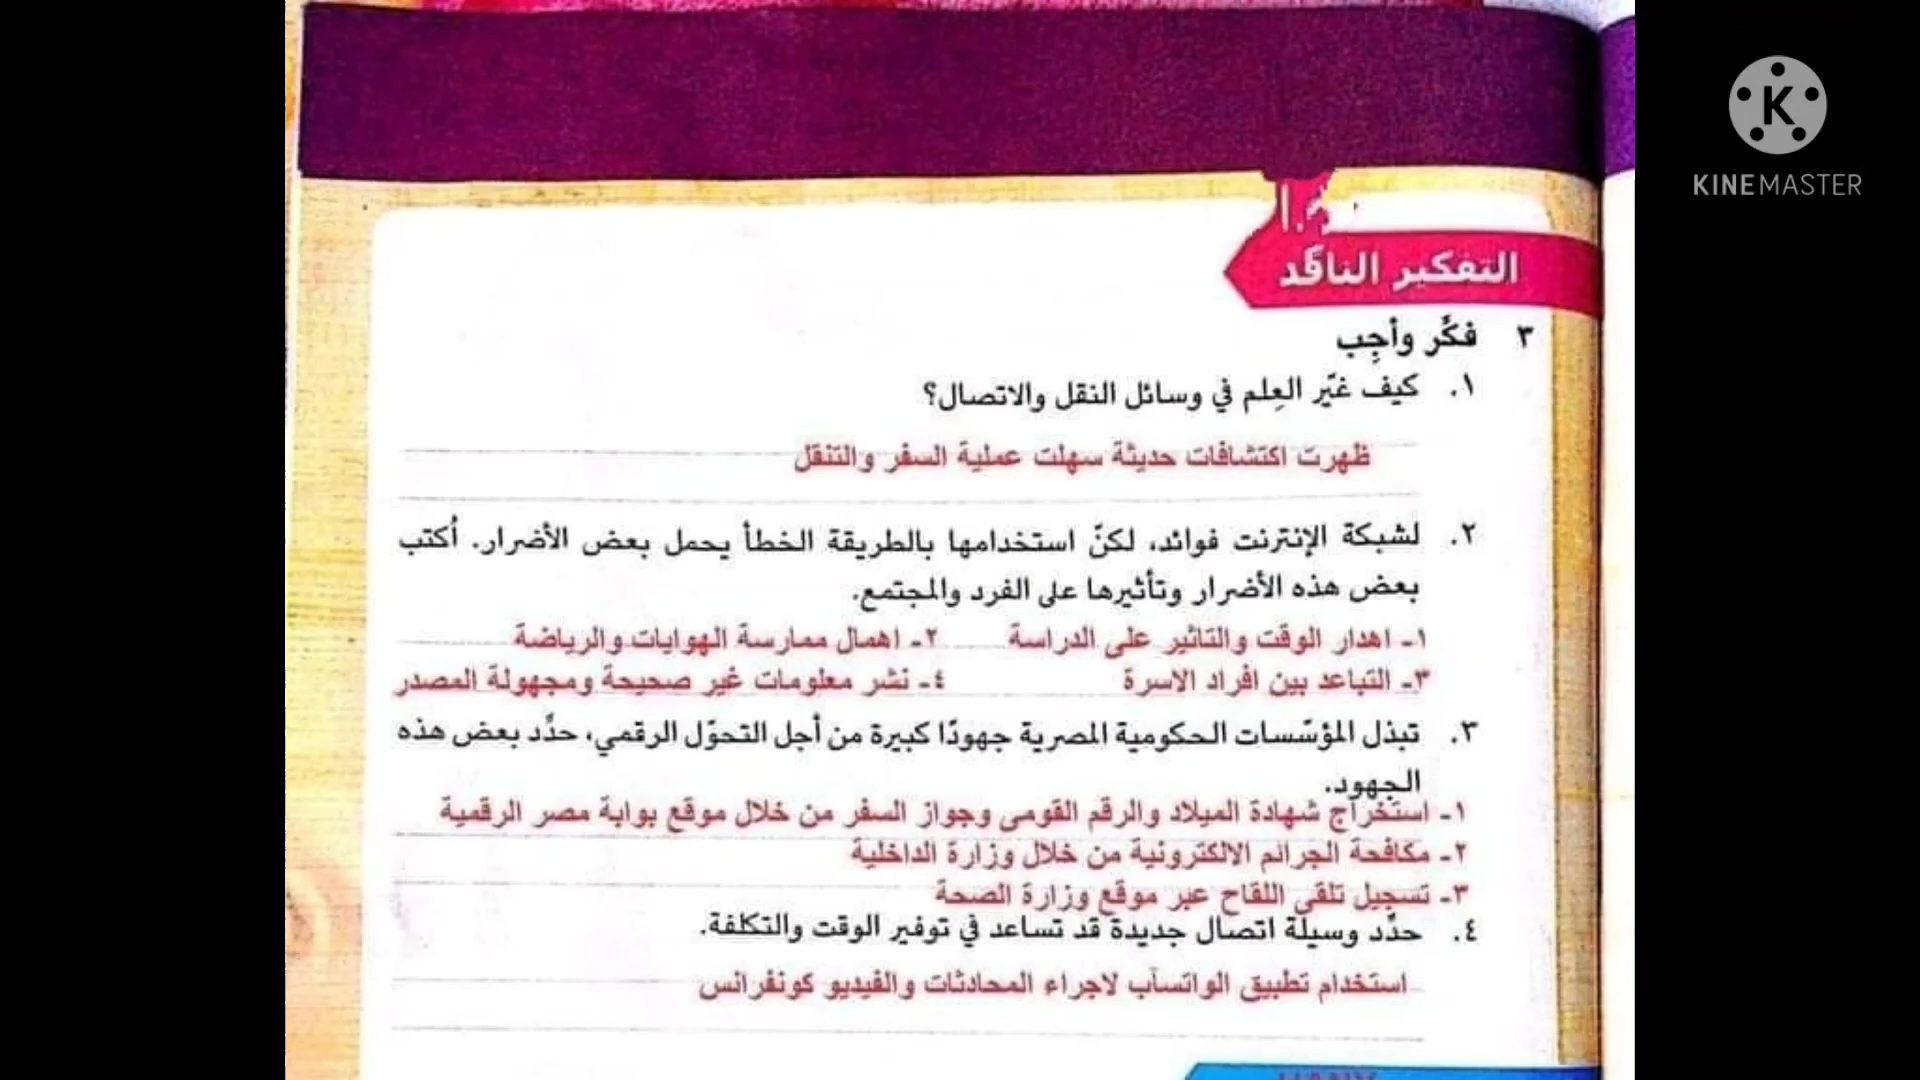 KINEMASTER
التفكير الناقد
٣ فكّر وأجِب
١. كيف غيّر العِلم في وسائل النقل والاتصال؟
ظهرت اكتشافات حديثة سهلت عملية السفر والتنقل
٢. لشبكة الإنترنت فوائد، لكنّ استخدامها بالطريقة الخطأ يحمل بعض الأضرار. أكتب
بعض هذه الأضرار وتأثيرها على الفرد والمجتمع.
١- اهدار الوقت والتاثير على الدراسة ٢- اهمال ممارسة الهوايات والرياضة
٣- التباعد بين افراد الاسرة ٤- نشر معلومات غير صحيحة ومجهولة المصدر
٣. تبذل المؤسّسات الحكومية المصرية جهودًا كبيرة من أجل التحوّل الرقمي، حدِّد بعض هذه
الجهود.
١- استخراج شهادة الميلاد والرقم القومى وجواز السفر من خلال موقع بوابة مصر الرقمية
٢- مكافحة الجرائم الالكترونية من خلال وزارة الداخلية
٣- تسجيل تلقى اللقاح عبر موقع وزارة الصحة
٤. حدِّد وسيلة اتصال جديدة قد تساعد في توفير الوقت والتكلفة.
استخدام تطبيق الواتسآب لاجراء المحادثات والفيديو كونفرانس